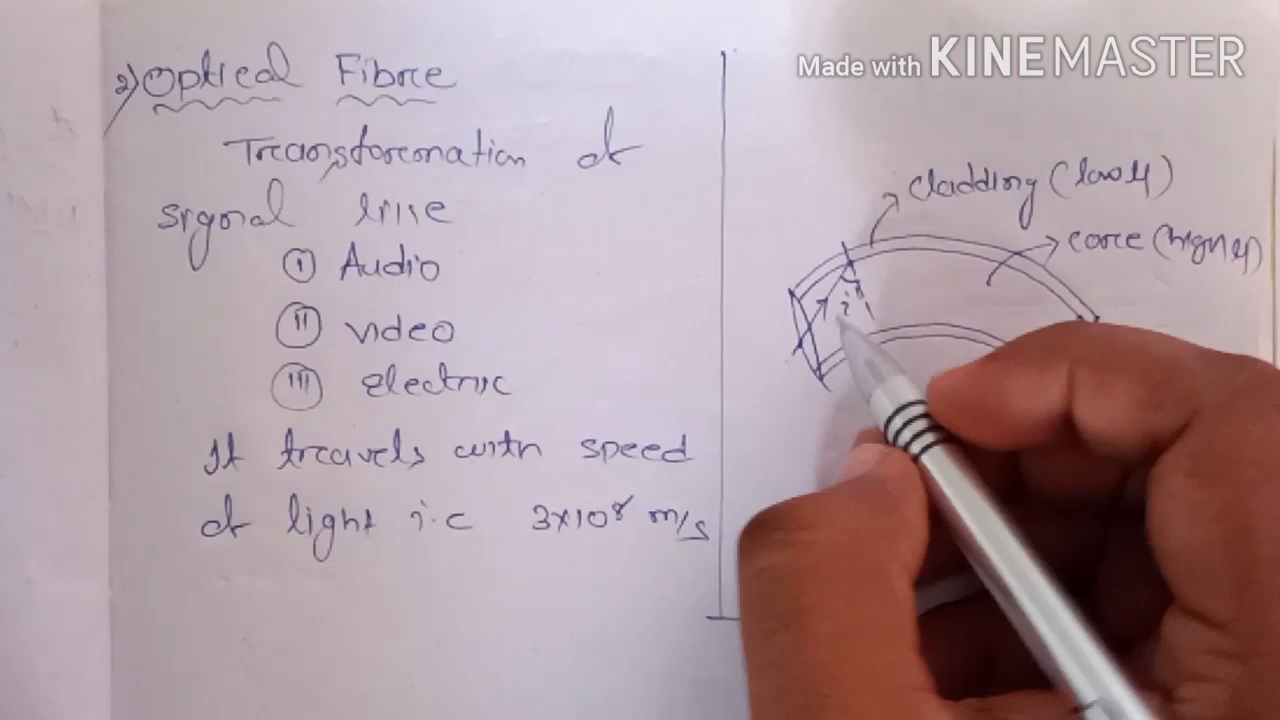 2) Optical Fibre
Transformation of
signal like
(I) Audio
(II) video
(III) Electric
It travels with speed
of light i.e 3x10⁸ m/s
Made with KINEMASTER
cladding (low μ)
core (high μ)
i